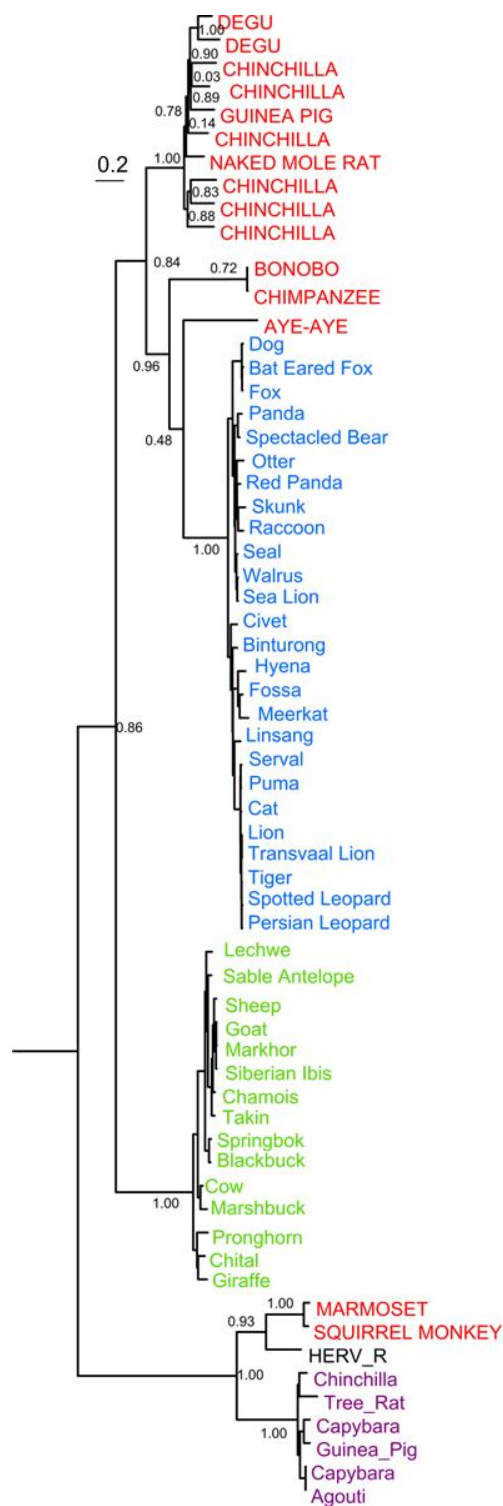 DEGU
1.00
DEGU
0.90
CHINCHILLA
0.03
CHINCHILLA
0.89
0.78
GUINEA PIG
0.14
CHINCHILLA
1.00
NAKED MOLE RAT
0.2
0.83
CHINCHILLA
CHINCHILLA
0.88
CHINCHILLA
0.84
0.72
BONOBO
CHIMPANZEE
0.96
AYE-AYE
Dog
Bat Eared Fox
Fox
Panda
0.48
Spectacled Bear
Otter
Red Panda
Skunk
Raccoon
1.00
Seal
Walrus
Sea Lion
Civet
Binturong
Hyena
Fossa
Meerkat
0.86
Linsang
Serval
Puma
Cat
Lion
Transvaal Lion
Tiger
Spotted Leopard
Persian Leopard
Lechwe
Sable Antelope
Sheep
Goat
Markhor
Siberian Ibis
Chamois
Takin
Springbok
Blackbuck
Cow
1.00
Marshbuck
Pronghorn
Chital
Giraffe
1.00
MARMOSET
0.93
SQUIRREL MONKEY
HERV_R
1.00
Chinchilla
Tree_Rat
Capybara
1.00
Guinea_Pig
Capybara
Agouti